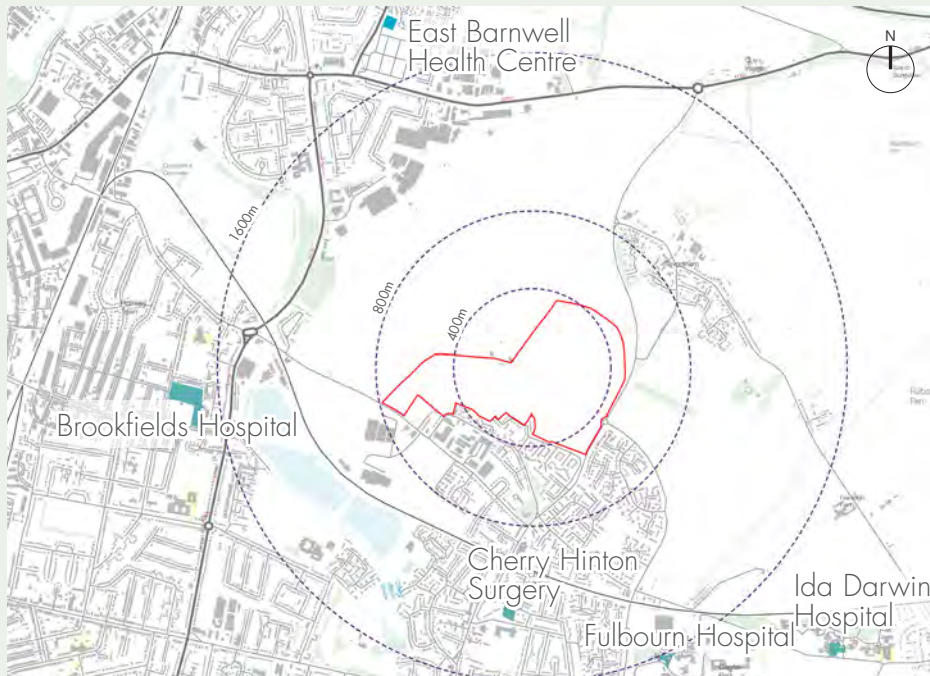 East Barnwell
Health Centre
N
1600m
800m
400m
Brookfields Hospital
Cherry Hinton
Surgery
Ida Darwin
Hospital
Fulbourn Hospital